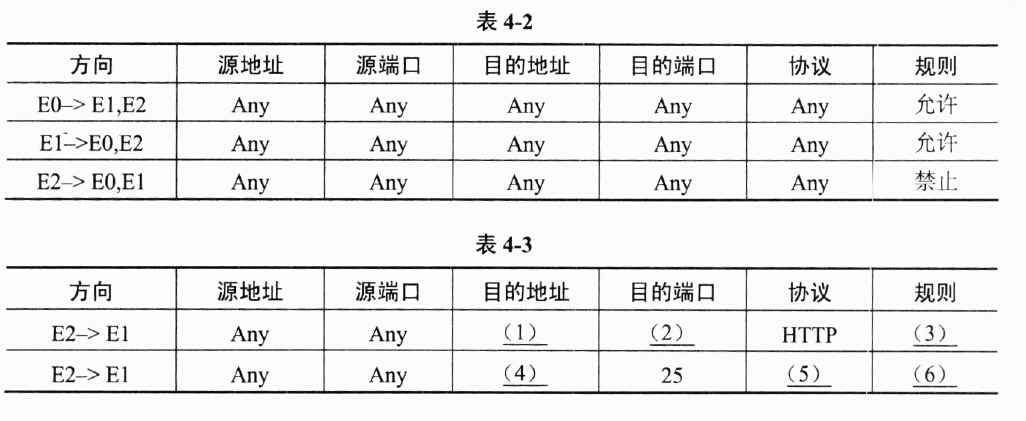 表 4-2
方向 源地址 源端口 目的地址 目的端口 协议 规则
E0–> E1,E2 Any Any Any Any Any 允许
E1–>E0,E2 Any Any Any Any Any 允许
E2–> E0,E1 Any Any Any Any Any 禁止
表 4-3
方向 源地址 源端口 目的地址 目的端口 协议 规则
E2–> E1 Any Any （1） （2） HTTP （3）
E2–> E1 Any Any （4） 25 （5） （6）